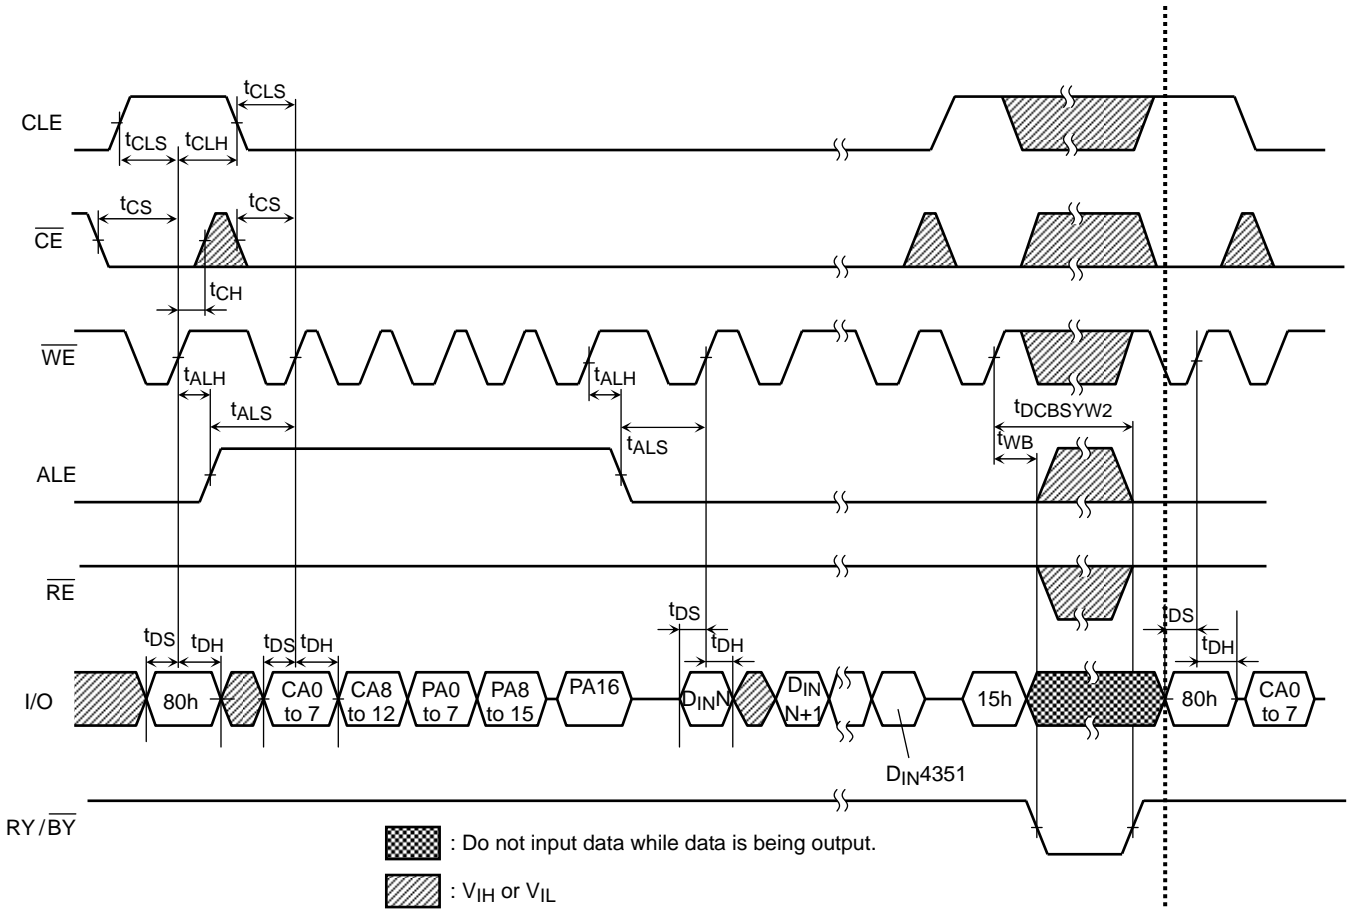 CLE
tCLS
tCLS
tCLH
CE
tCS
tCS
tCH
WE
tALH
tALS
tALH
tALS
tDCBSYW2
tWB
ALE
RE
tDS
tDH
tDS
tDH
tDS
tDH
tDS
tDH
I/O
80h
CA0
to 7
CA8
to 12
PA0
to 7
PA8
to 15
PA16
DINN
DIN
N+1
DIN4351
15h
80h
CA0
to 7
RY/BY
: Do not input data while data is being output.
: VIH or VIL